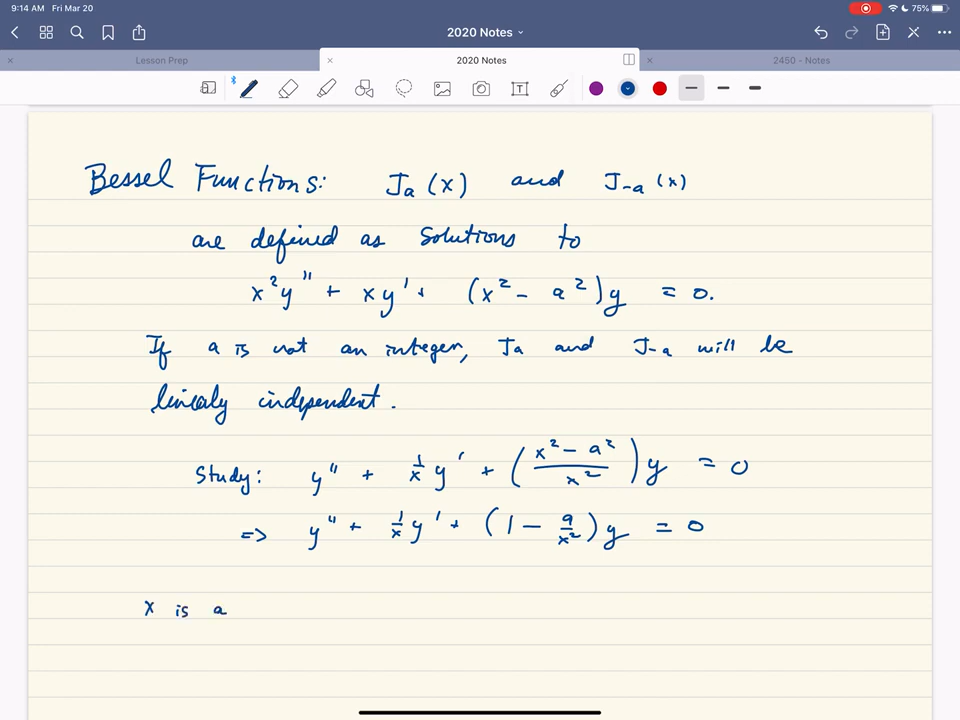 9:14 AM Fri Mar 20
75%
2020 Notes
Lesson Prep
2020 Notes
2450 - Notes
Bessel Functions: Jₐ(x) and J₋ₐ(x)
are defined as solutions to
x²y'' + xy' + (x² - a²)y = 0.
If a is not an integer, Jₐ and J₋ₐ will be
linearly independent.
Study: y'' + 1/x y' + ((x² - a²)/x²)y = 0
=> y'' + 1/x y' + (1 - a/x²)y = 0
x is a